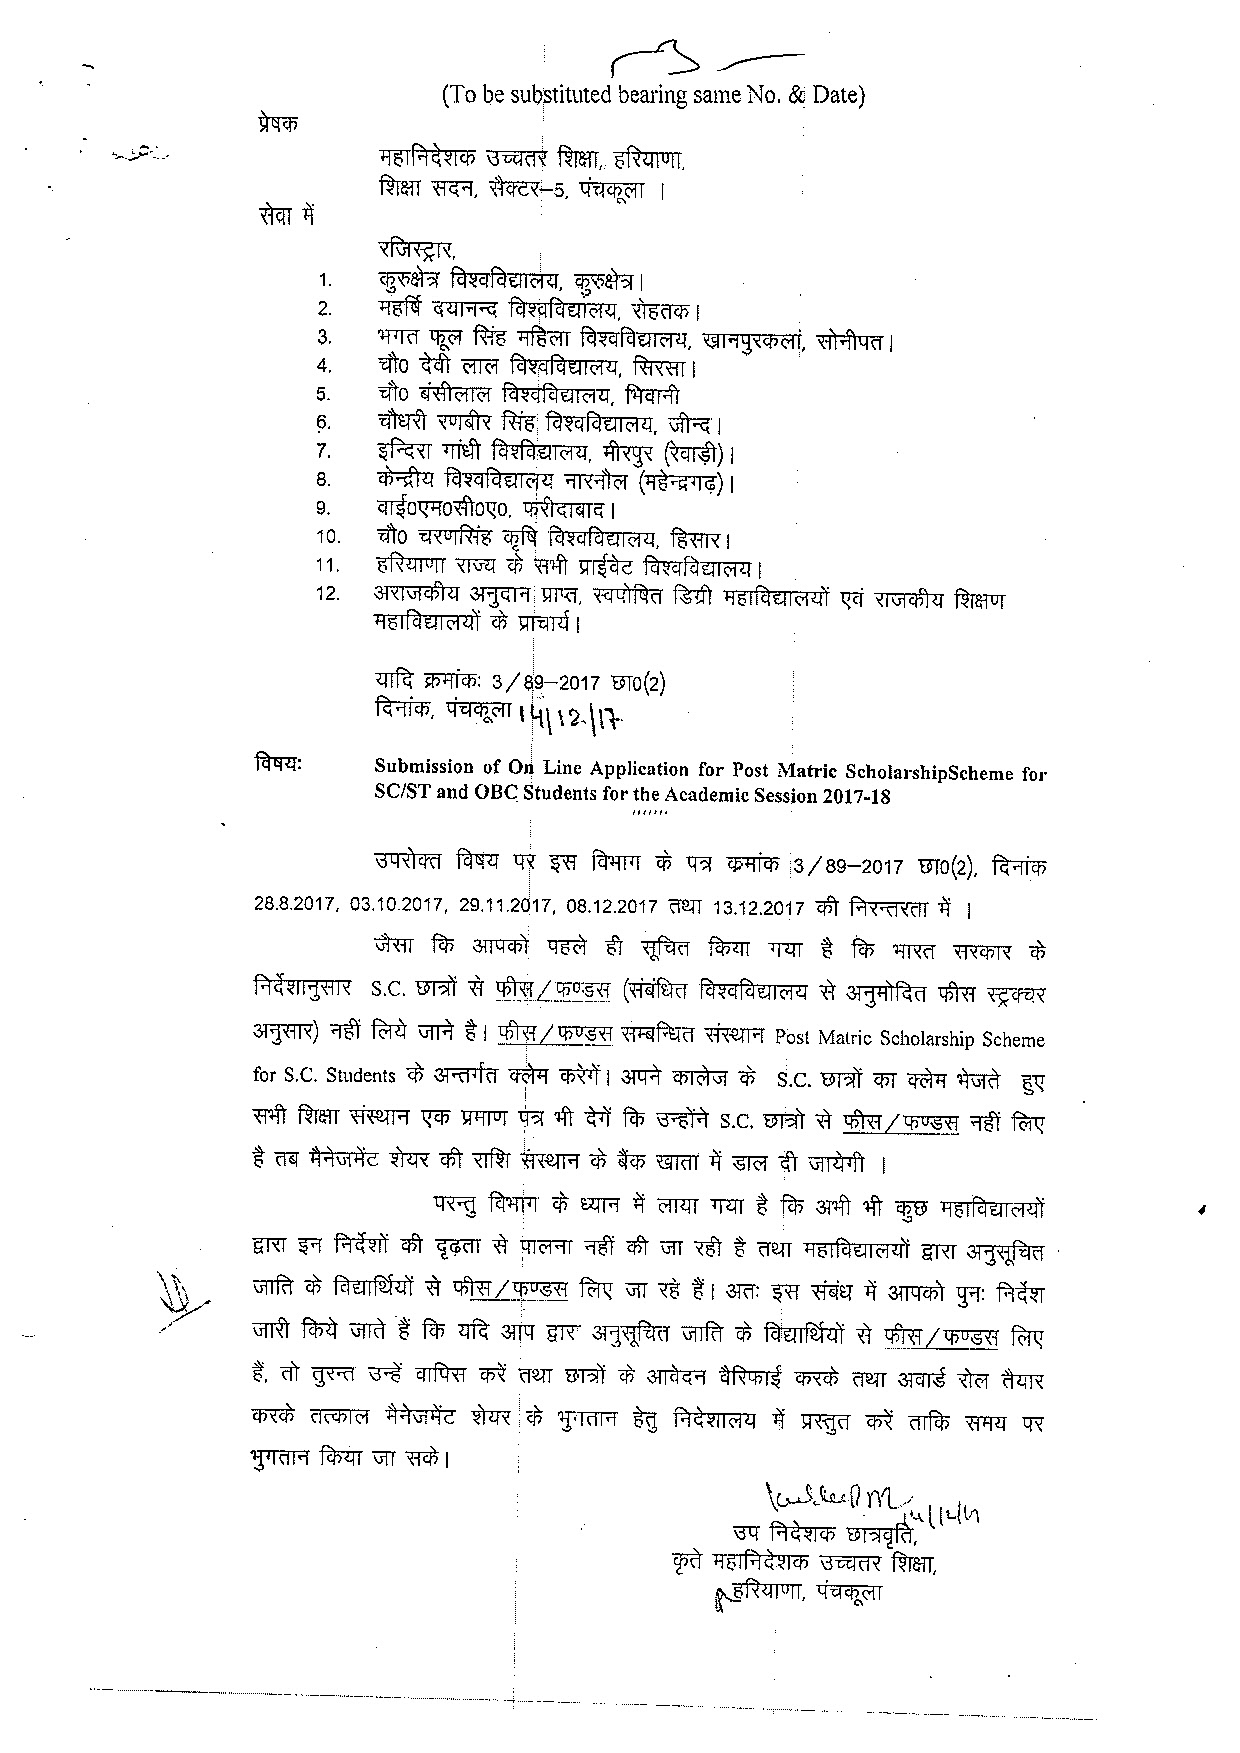 (To be substituted bearing same No. & Date)
प्रेषक
महानिदेशक उच्चतर शिक्षा, हरियाणा,
शिक्षा सदन, सैक्टर–5, पंचकूला ।
सेवा में
रजिस्ट्रार,
1. कुरुक्षेत्र विश्वविद्यालय, कुरुक्षेत्र।
2. महर्षि दयानन्द विश्वविद्यालय, रोहतक।
3. भगत फूल सिंह महिला विश्वविद्यालय, खानपुरकलां, सोनीपत।
4. चौ0 देवी लाल विश्वविद्यालय, सिरसा।
5. चौ0 बंसीलाल विश्वविद्यालय, भिवानी
6. चौधरी रणबीर सिंह विश्वविद्यालय, जीन्द।
7. इन्दिरा गांधी विश्वविद्यालय, मीरपुर (रेवाड़ी)।
8. केन्द्रीय विश्वविद्यालय नारनौल (महेन्द्रगढ़)।
9. वाई0एम0सी0ए0, फरीदाबाद।
10. चौ0 चरणसिंह कृषि विश्वविद्यालय, हिसार।
11. हरियाणा राज्य के सभी प्राईवेट विश्वविद्यालय।
12. अराजकीय अनुदान प्राप्त, स्वपोषित डिग्री महाविद्यालयों एवं राजकीय शिक्षण
महाविद्यालयों के प्राचार्य।
यादि क्रमांकः 3/89–2017 छा0(2)
दिनांक, पंचकूला 14/12/17
विषयः Submission of On Line Application for Post Matric ScholarshipScheme for
SC/ST and OBC Students for the Academic Session 2017-18
,,,,,,,
उपरोक्त विषय पर इस विभाग के पत्र क्मांक 3/89–2017 छा0(2), दिनांक
28.8.2017, 03.10.2017, 29.11.2017, 08.12.2017 तथा 13.12.2017 की निरन्तरता में ।
जैसा कि आपको पहले ही सूचित किया गया है कि भारत सरकार के
निर्देशानुसार S.C. छात्रों से फीस/फण्डस (संबंधित विश्वविद्यालय से अनुमोदित फीस स्ट्रक्चर
अनुसार) नहीं लिये जाने है। फीस/फण्डस सम्बन्धित संस्थान Post Matric Scholarship Scheme
for S.C. Students के अन्तर्गत क्लेम करेगें। अपने कालेज के S.C. छात्रों का क्लेम भेजते हुए
सभी शिक्षा संस्थान एक प्रमाण पत्र भी देगें कि उन्होंने S.C. छात्रो से फीस/फण्डस नहीं लिए
है तब मैनेजमेंट शेयर की राशि संस्थान के बैंक खाता में डाल दी जायेगी ।
परन्तु विभाग के ध्यान में लाया गया है कि अभी भी कुछ महाविद्यालयों
द्वारा इन निर्देशों की दृढ़ता से पालना नहीं की जा रही है तथा महाविद्यालयों द्वारा अनुसूचित
जाति के विद्यार्थियों से फीस/फण्डस लिए जा रहे हैं। अतः इस संबंध में आपको पुनः निर्देश
जारी किये जाते हैं कि यदि आप द्वारा अनुसूचित जाति के विद्यार्थियों से फीस/फण्डस लिए
हैं, तो तुरन्त उन्हें वापिस करें तथा छात्रों के आवेदन वैरिफाई करके तथा अवार्ड रोल तैयार
करके तत्काल मैनेजमेंट शेयर के भुगतान हेतु निदेशालय में प्रस्तुत करें ताकि समय पर
भुगतान किया जा सके।
14/12/17
उप निदेशक छात्रवृति,
कृते महानिदेशक उच्चतर शिक्षा,
हरियाणा, पंचकूला